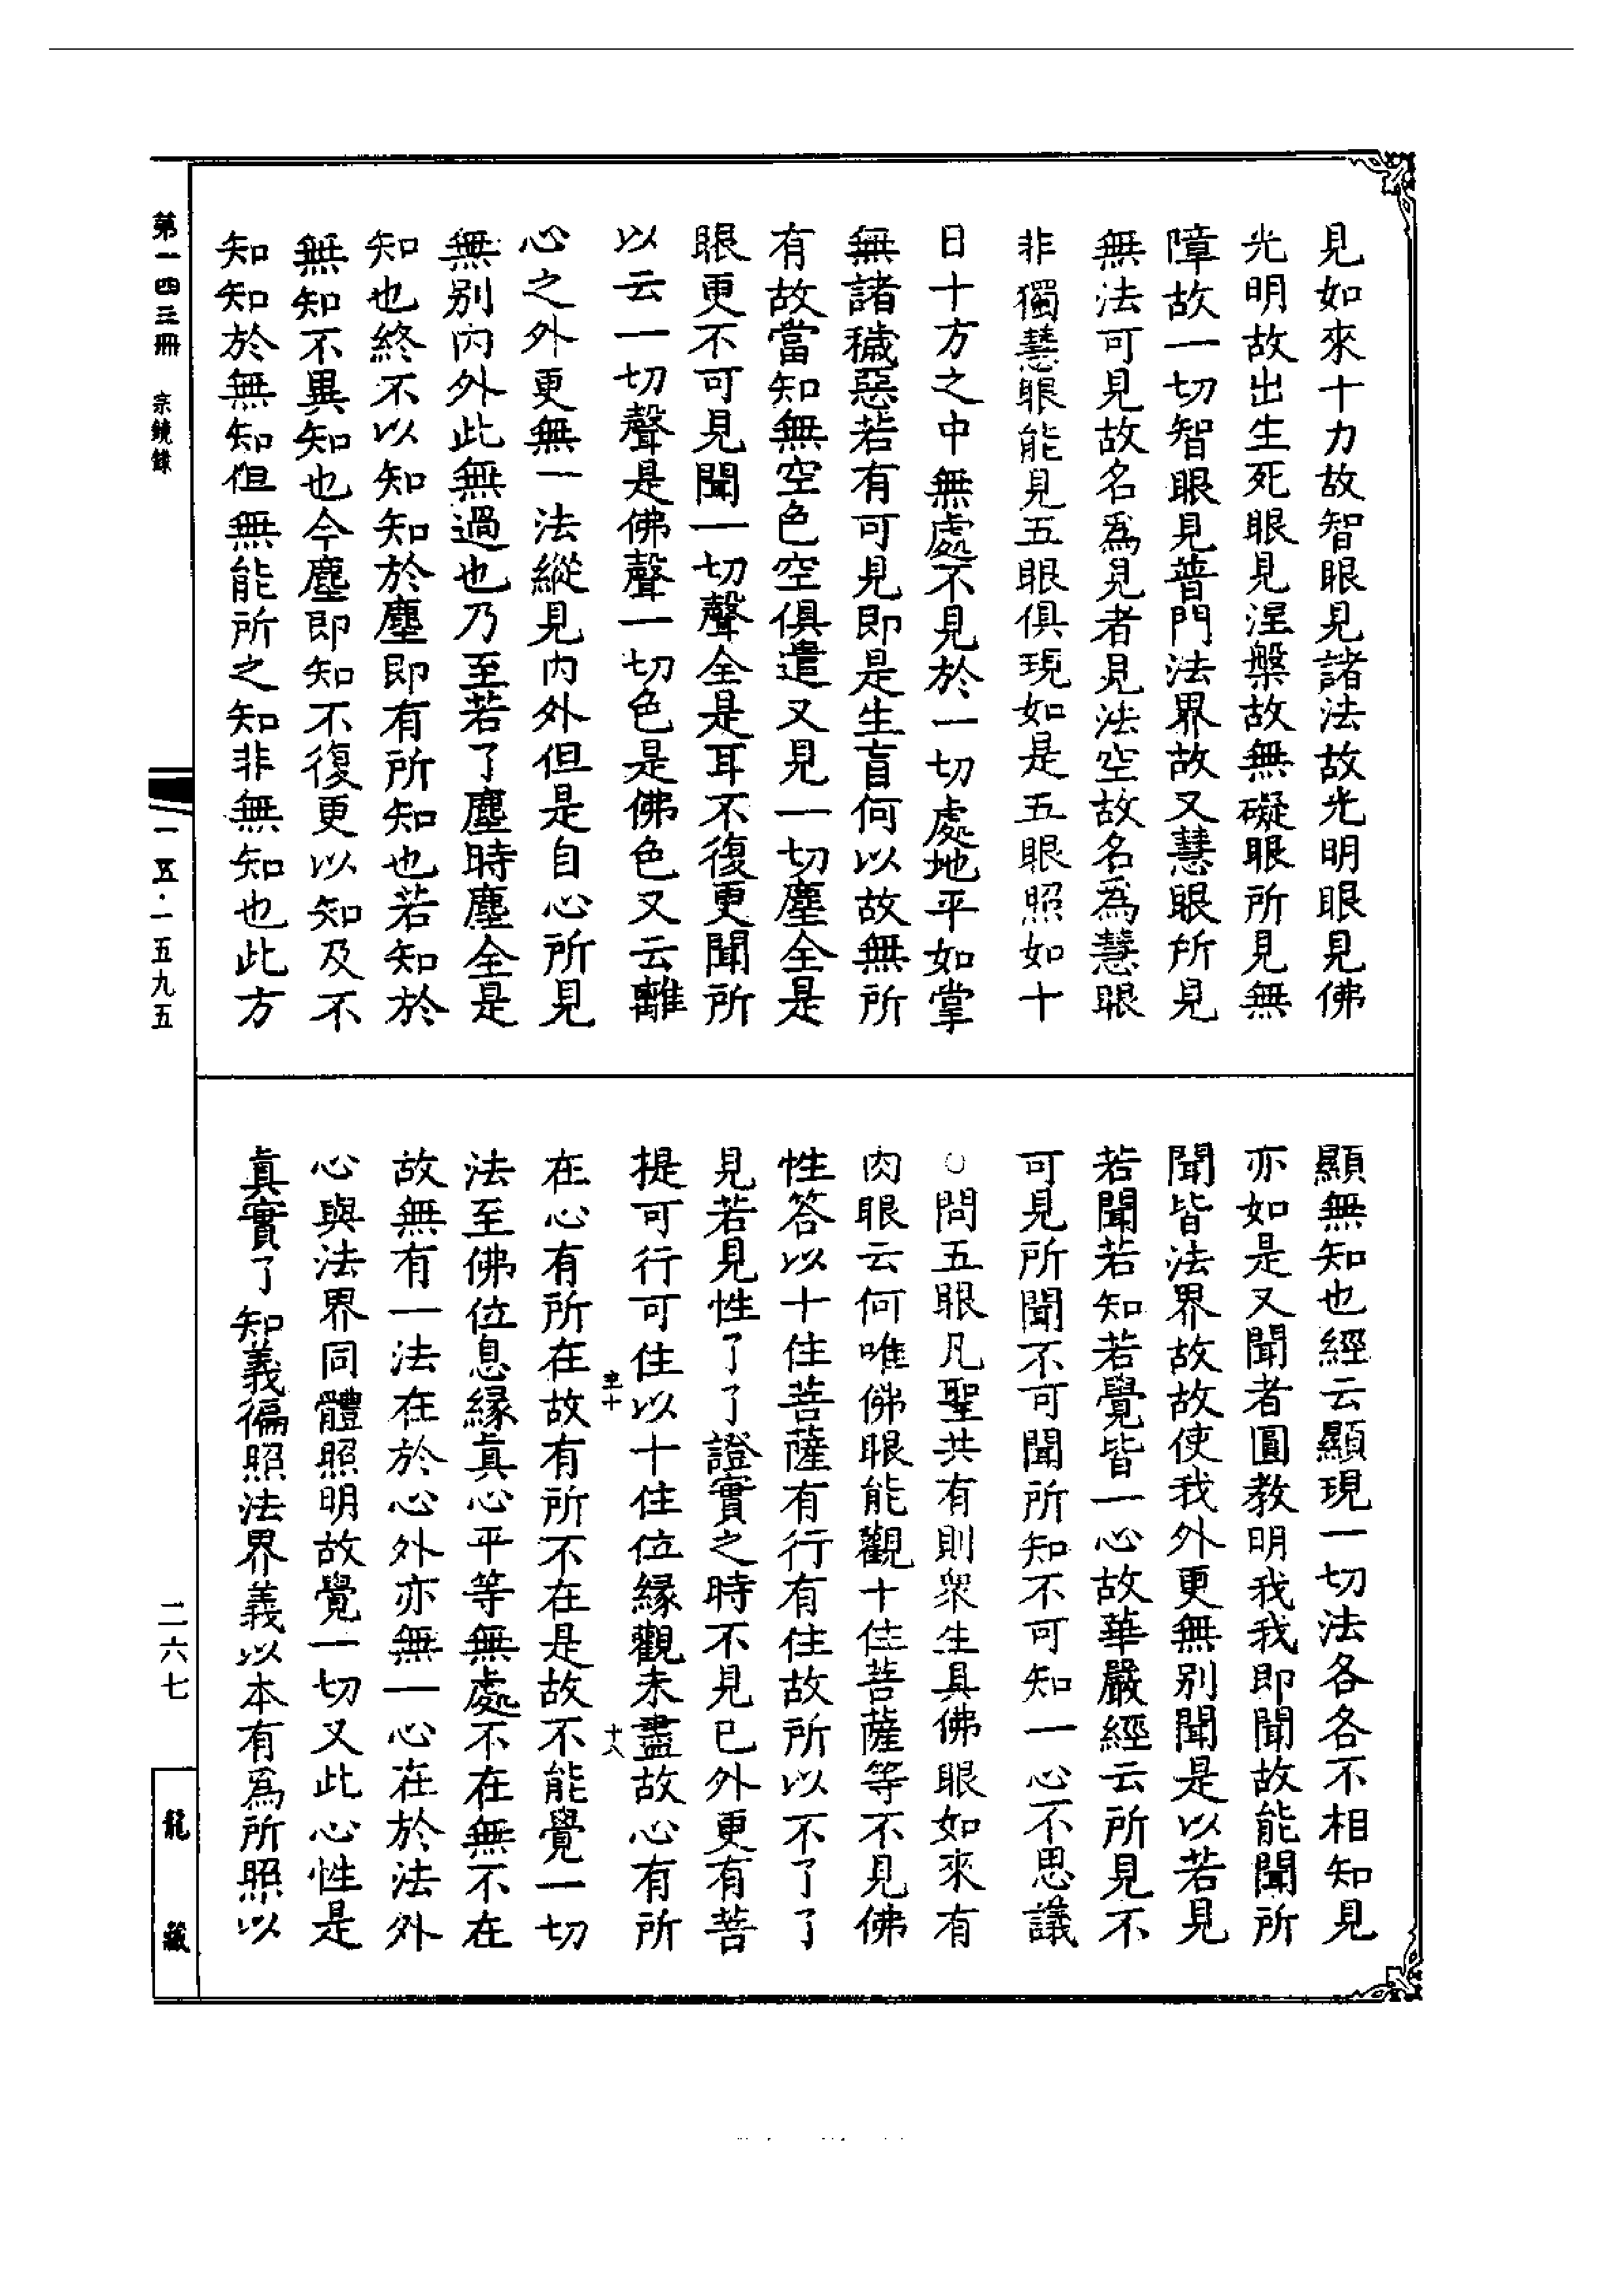 見如來十力故智眼見諸法故光明眼見佛
光明故出生死眼見涅槃故無礙眼所見無
障故一切智眼見普門法界故又慧眼所見
無法可見故名爲見者見法空故名爲慧眼
非獨慧眼能見五眼俱現如是五眼照如十
日十方之中無處不見於一切處地平如掌
無諸穢惡若有可見即是生盲何以故無所
有故當知無空色空俱遣又見一切塵全是
眼更不可見聞一切聲全是耳不復更聞所
以云一切聲是佛聲一切色是佛色又云離
心之外更無一法縱見內外但是自心所見
無別內外此無過也乃至若了塵時塵全是
知也終不以知知於塵即有所知也若知於
無知不異知也今塵即知不復更以知及不
知知於無知但無能所之知非無知也此方
顯無知也經云顯現一切法各各不相知見
亦如是又聞者圓教明我我即聞故能聞所
聞皆法界故故使我外更無別聞是以若見
若聞若知若覺皆一心故華嚴經云所見不
可見所聞不可聞所知不可知一心不思議
○問五眼凡聖共有則衆生具佛眼如來有
肉眼云何唯佛眼能觀十住菩薩等不見佛
性答以十住菩薩有行有住故所以不了了
見若見性了了證實之時不見已外更有菩
提可行可住以十住位緣觀未盡故心有所
主十
十八
在心有所在故有所不在是故不能覺一切
法至佛位息緣真心平等無處不在無不在
故無有一法在於心外亦無一心在於法外
心與法界同體照明故覺一切又此心性是
真實了知義徧照法界義以本有爲所照以
第一四三冊 宗鏡錄
一五·一五九五
二六七
龍藏